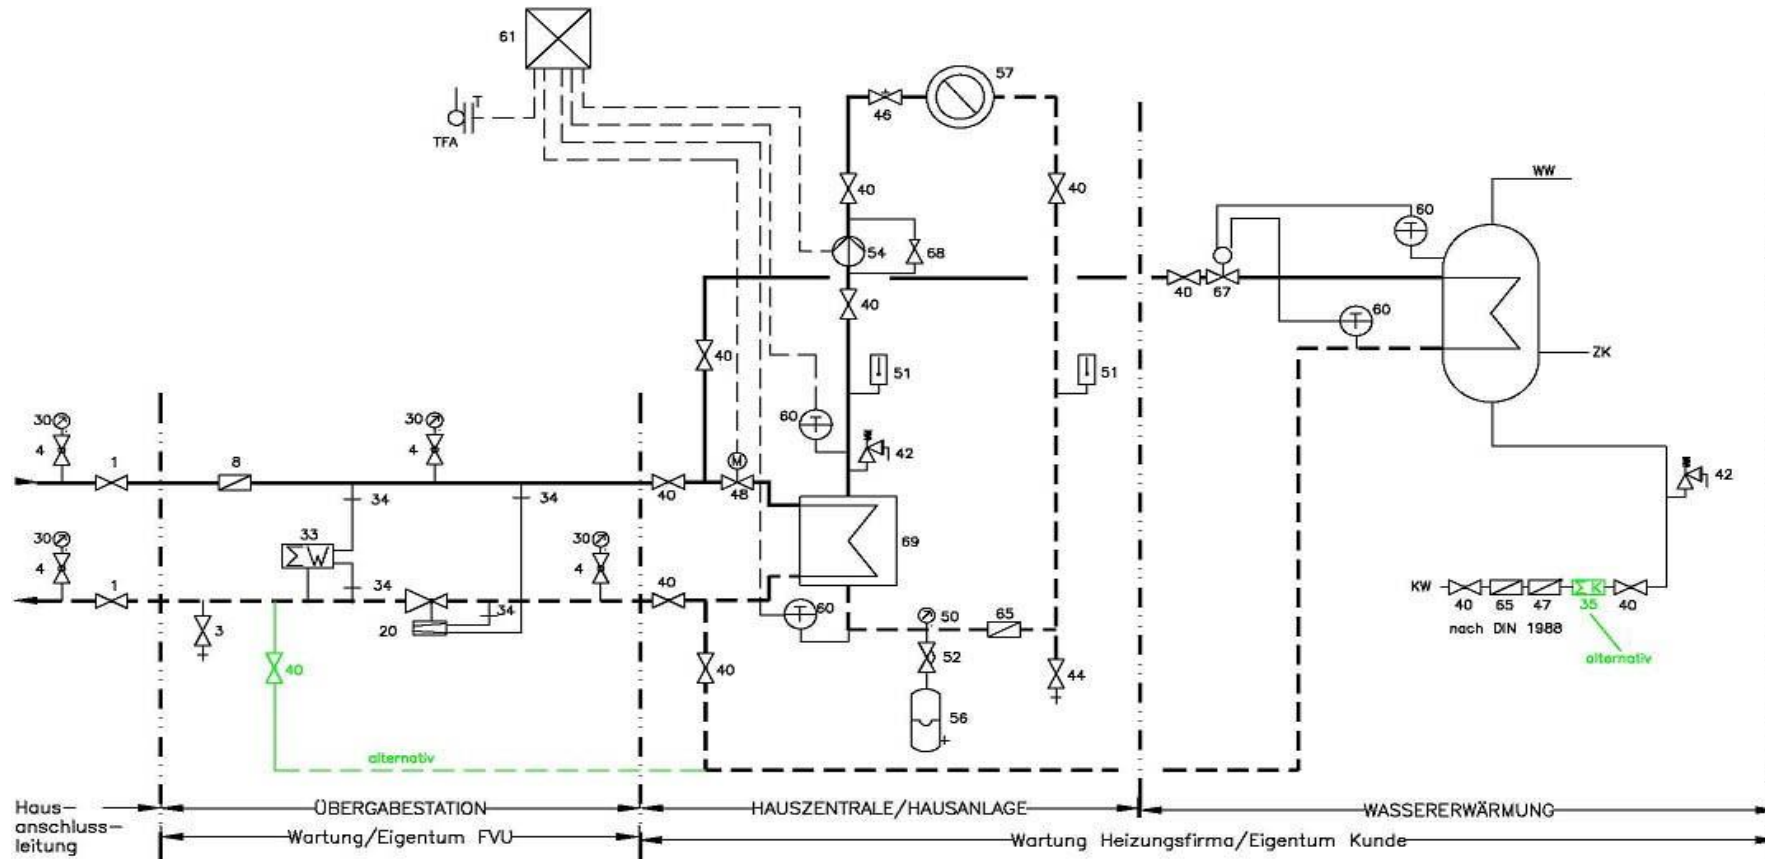 61
57
T
TFA
46
40
40
WW
60
54
68
40
67
40
60
40
ZK
51
51
30
4
30
4
60
42
42
1
8
M
34
34
40
48
30
33
ΣW
30
69
4
34
4
40
1
60
50
65
KW
34
20
3
40
65
47
ΣK
35
40
nach DIN 1988
40
40
52
44
alternativ
56
alternativ
Haus–
anschluss–
leitung
ÜBERGABESTATION
HAUSZENTRALE/HAUSANLAGE
WASSERERWÄRMUNG
Wartung/Eigentum FVU
Wartung Heizungsfirma/Eigentum Kunde